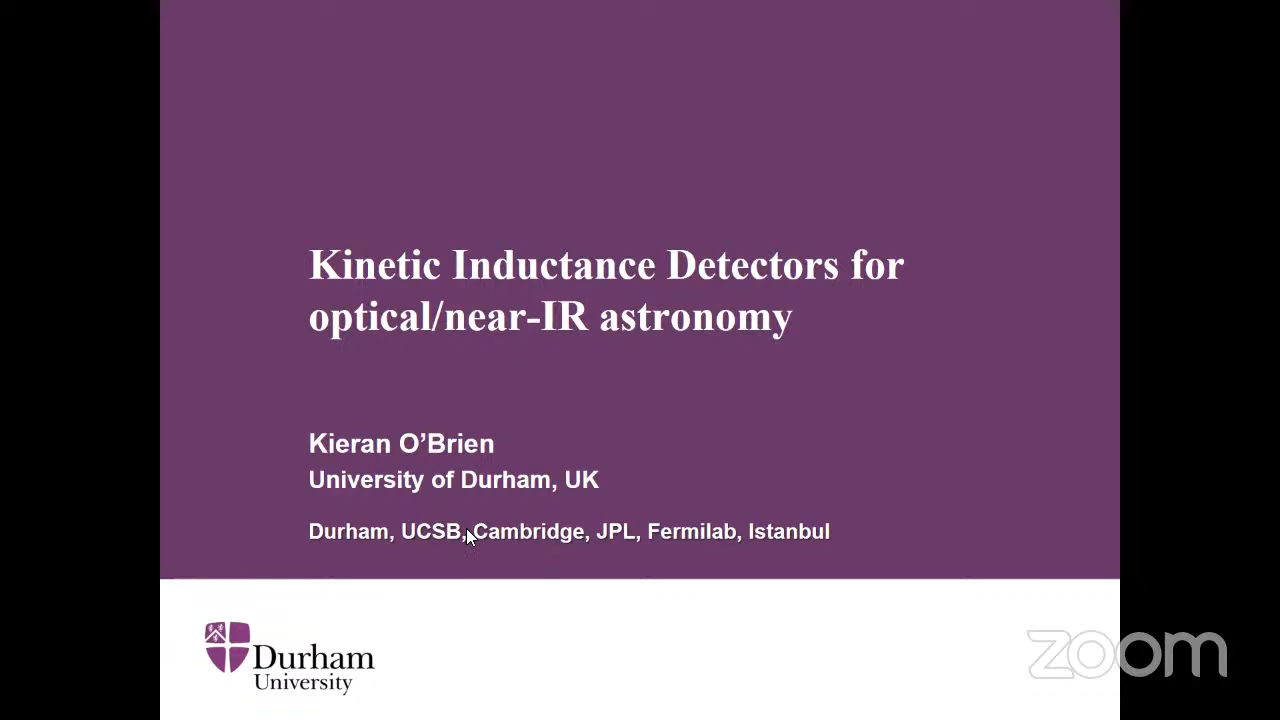 Kinetic Inductance Detectors for
optical/near-IR astronomy
Kieran O’Brien
University of Durham, UK
Durham, UCSB, Cambridge, JPL, Fermilab, Istanbul
Durham
University
zoom